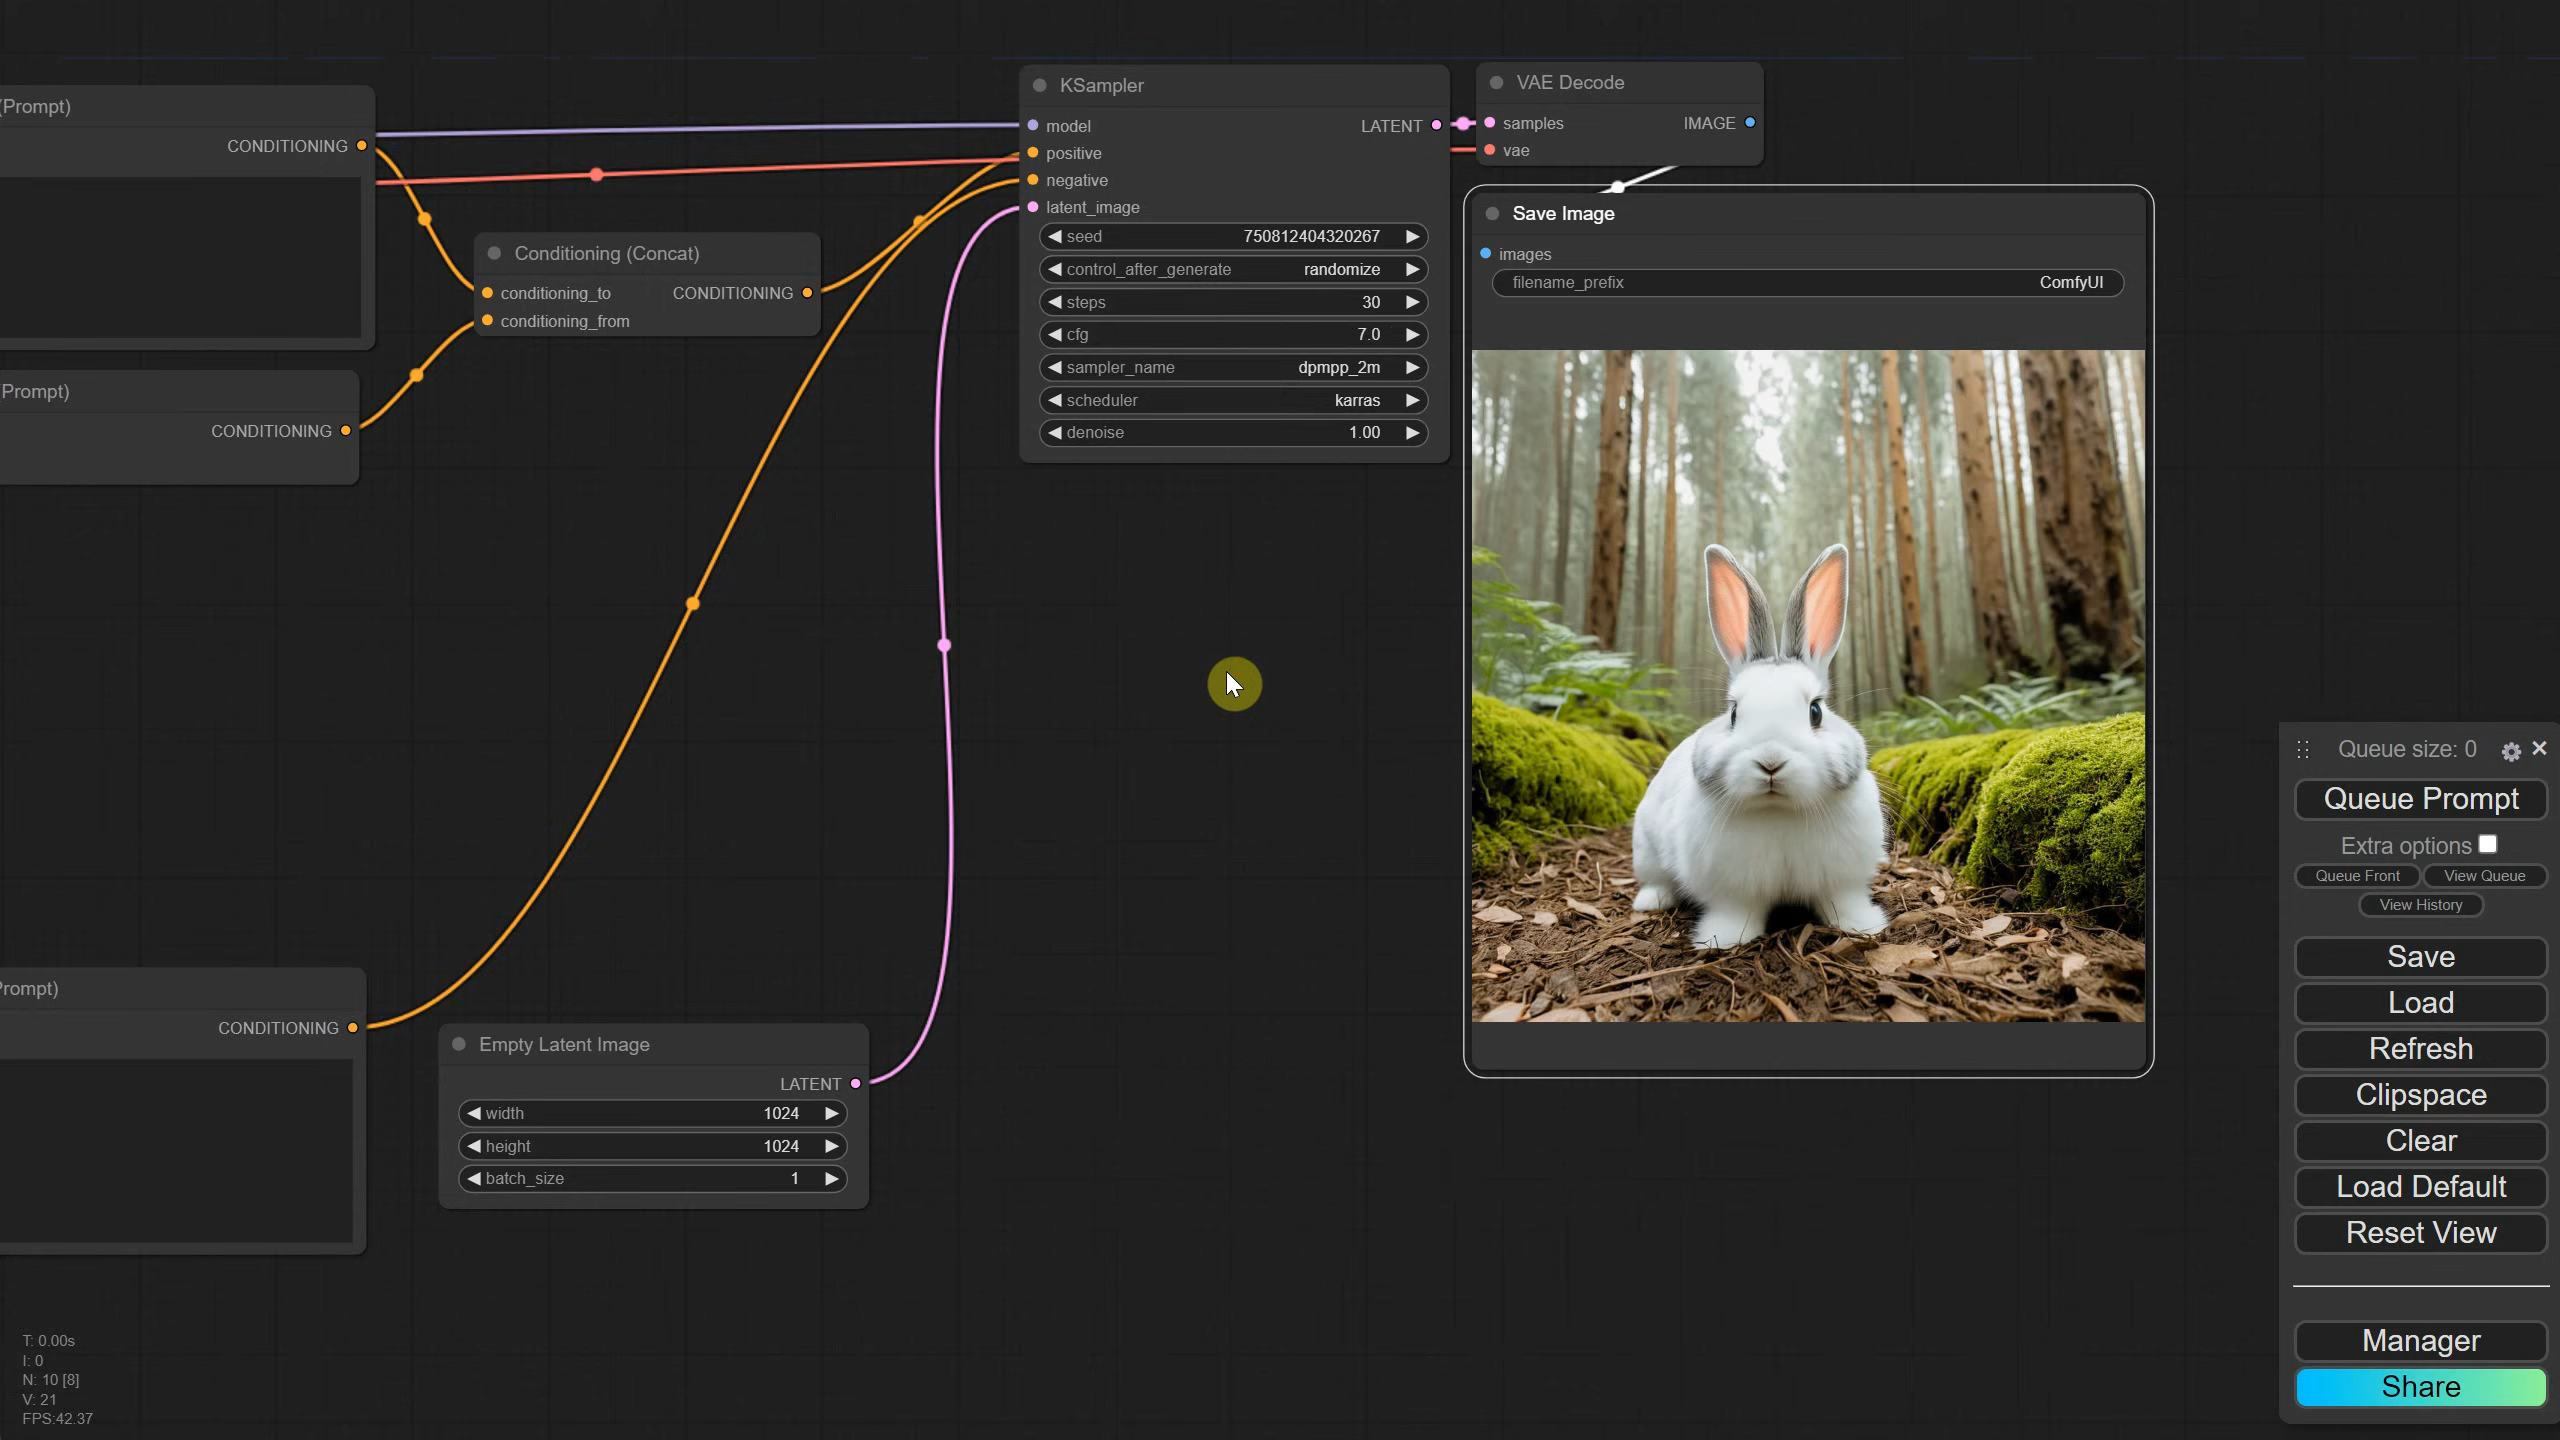 (Prompt)
CONDITIONING
Prompt)
CONDITIONING
Prompt)
CONDITIONING
Conditioning (Concat)
conditioning_to CONDITIONING
conditioning_from
Empty Latent Image
LATENT
width 1024
height 1024
batch_size 1
KSampler
model LATENT
positive
negative
latent_image
seed 750812404320267
control_after_generate randomize
steps 30
cfg 7.0
sampler_name dpmpp_2m
scheduler karras
denoise 1.00
VAE Decode
samples IMAGE
vae
Save Image
images
filename_prefix ComfyUI
Queue size: 0
Queue Prompt
Extra options
Queue Front View Queue
View History
Save
Load
Refresh
Clipspace
Clear
Load Default
Reset View
Manager
Share
T: 0.00s
I: 0
N: 10 [8]
V: 21
FPS:42.37